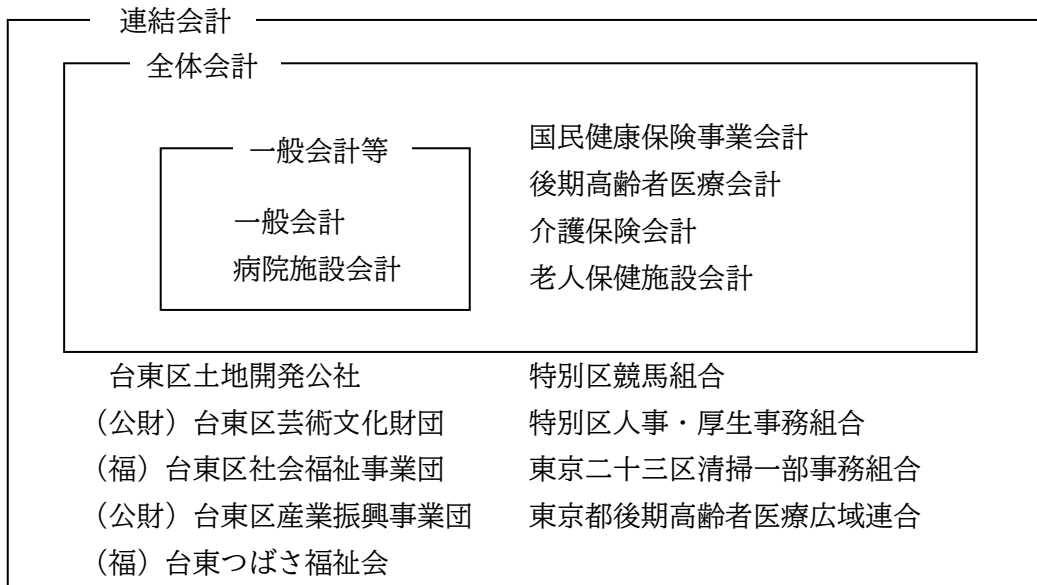 連結会計
全体会計
一般会計等
一般会計
病院施設会計
国民健康保険事業会計
後期高齢者医療会計
介護保険会計
老人保健施設会計
台東区土地開発公社
（公財）台東区芸術文化財団
（福）台東区社会福祉事業団
（公財）台東区産業振興事業団
（福）台東つばさ福祉会
特別区競馬組合
特別区人事・厚生事務組合
東京二十三区清掃一部事務組合
東京都後期高齢者医療広域連合